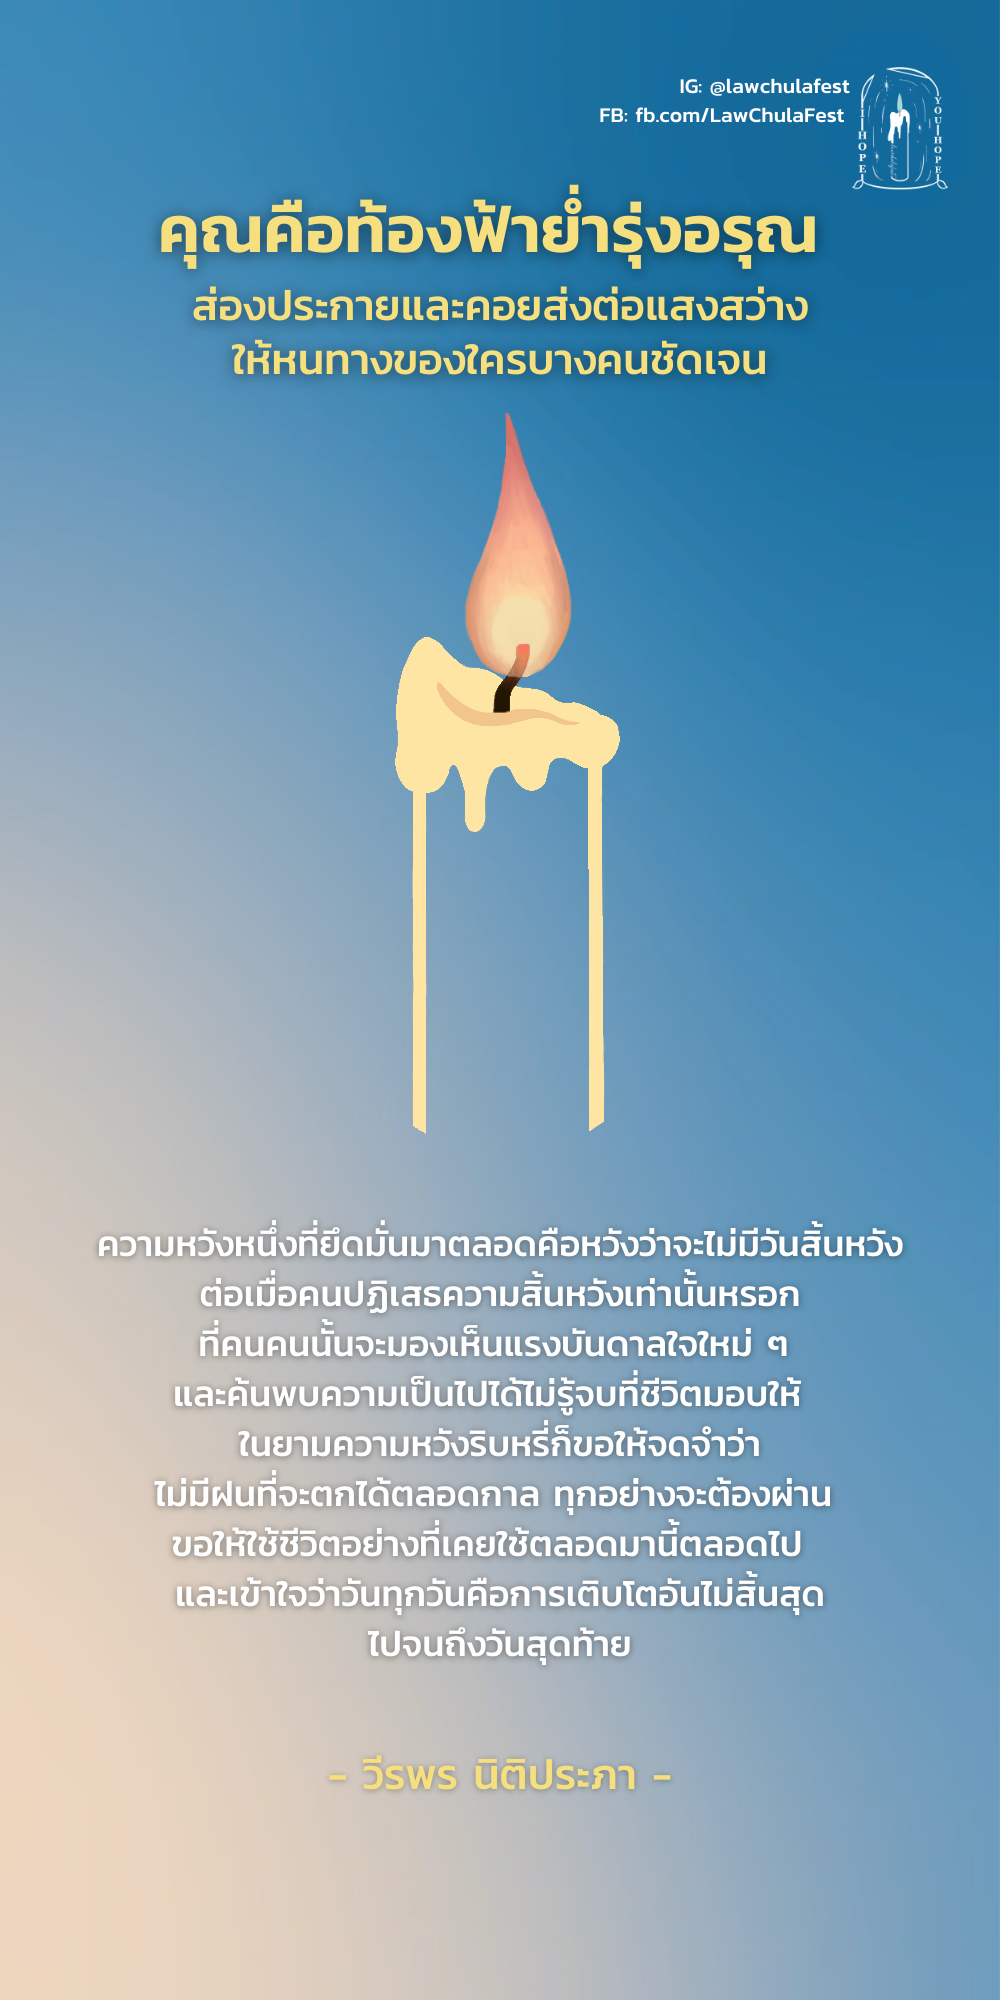 IG: @lawchulafest
FB: fb.com/LawChulaFest
I HOPE
YOU HOPE
คุณคือท้องฟ้าย่ำรุ่งอรุณ
ส่องประกายและคอยส่งต่อแสงสว่าง
ให้หนทางของใครบางคนชัดเจน
ความหวังหนึ่งที่ยึดมั่นมาตลอดคือหวังว่าจะไม่มีวันสิ้นหวัง
ต่อเมื่อคนปฏิเสธความสิ้นหวังเท่านั้นหรอก
ที่คนคนนั้นจะมองเห็นแรงบันดาลใจใหม่ ๆ
และค้นพบความเป็นไปได้ไม่รู้จบที่ชีวิตมอบให้
ในยามความหวังริบหรี่ก็ขอให้จดจำว่า
ไม่มีฝนที่จะตกได้ตลอดกาล ทุกอย่างจะต้องผ่าน
ขอให้ใช้ชีวิตอย่างที่เคยใช้ตลอดมานี้ตลอดไป
และเข้าใจว่าวันทุกวันคือการเติบโตอันไม่สิ้นสุด
ไปจนถึงวันสุดท้าย
- วีรพร นิติประภา -